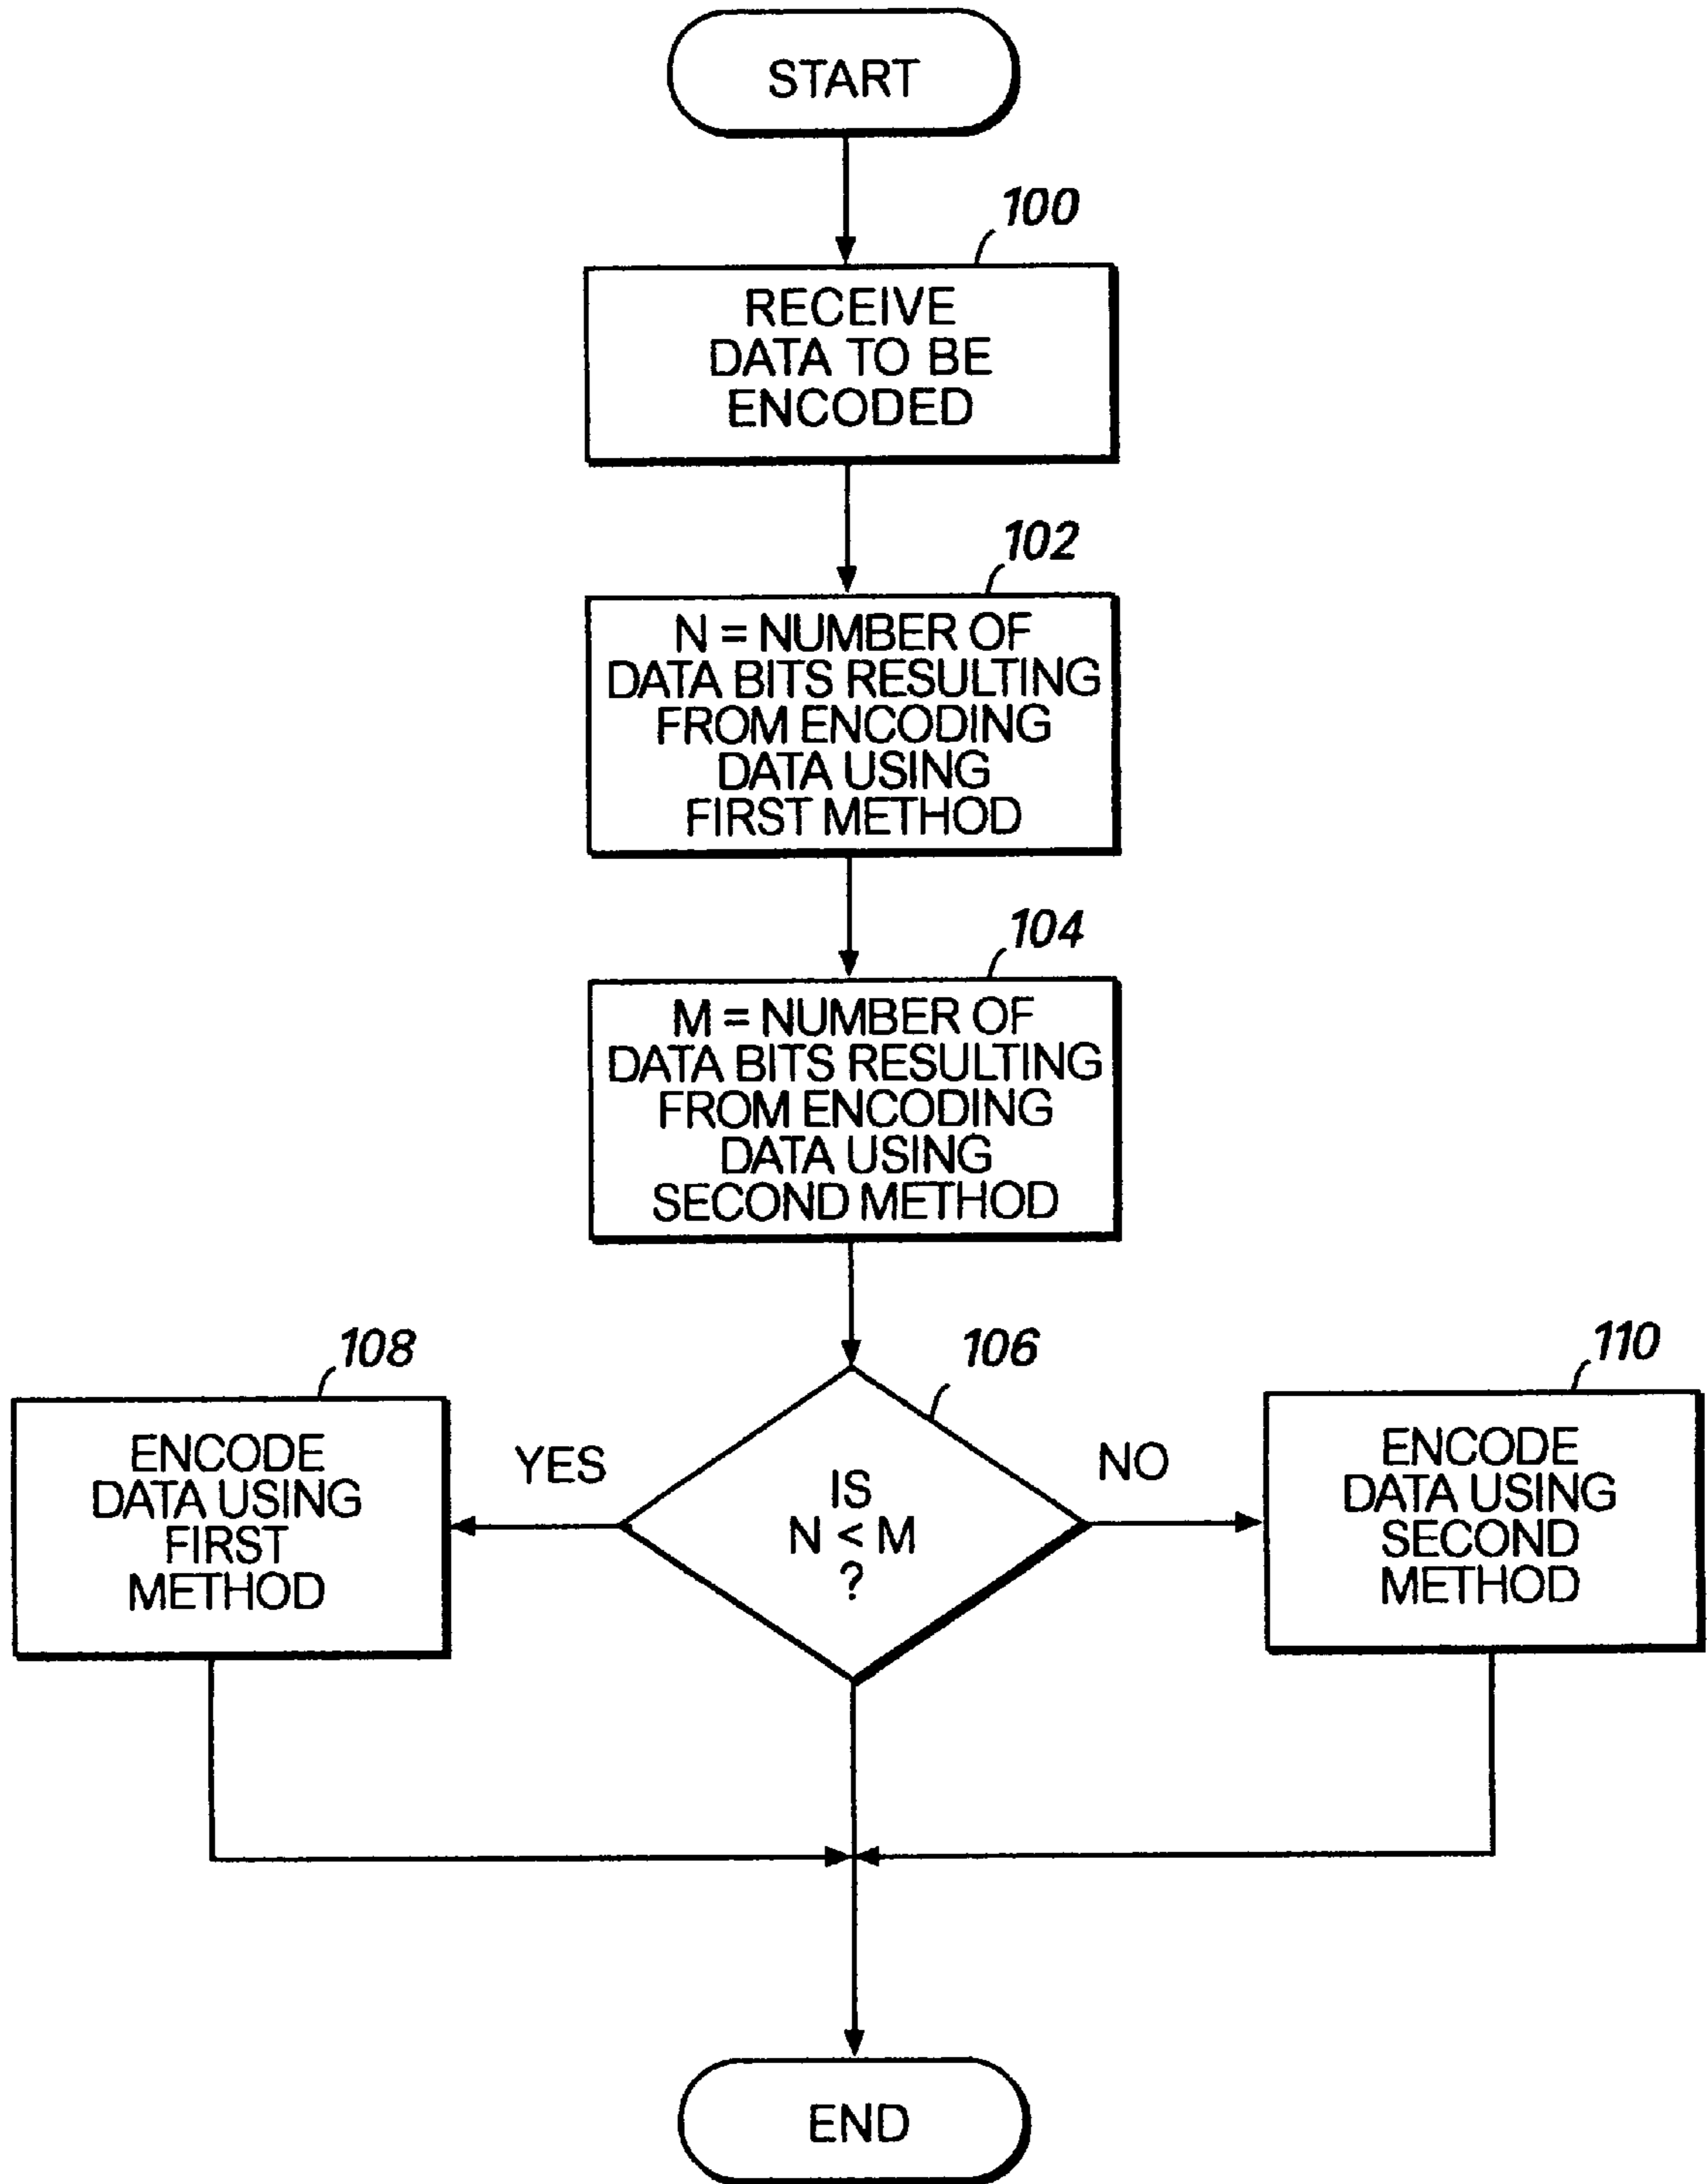 START
100
RECEIVE
DATA TO BE
ENCODED
102
N = NUMBER OF
DATA BITS RESULTING
FROM ENCODING
DATA USING
FIRST METHOD
104
M = NUMBER OF
DATA BITS RESULTING
FROM ENCODING
DATA USING
SECOND METHOD
108
ENCODE
DATA USING
FIRST
METHOD
YES
106
IS
N < M
?
NO
110
ENCODE
DATA USING
SECOND
METHOD
END